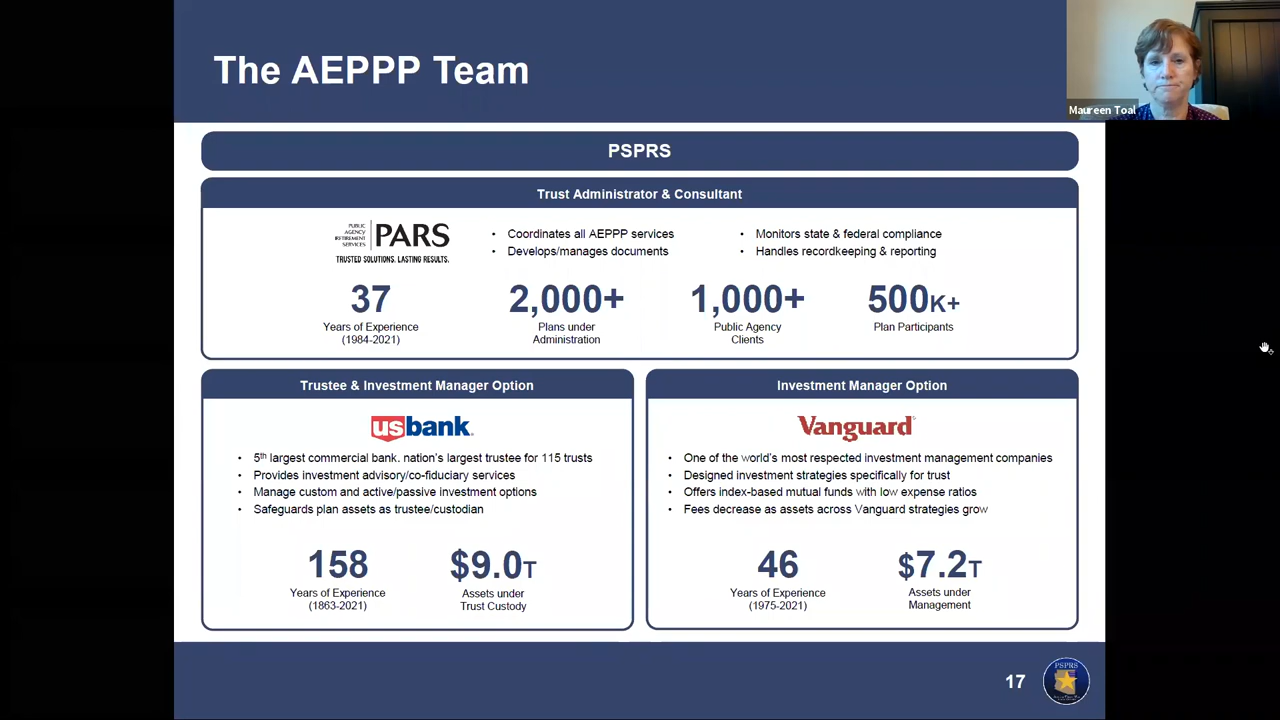 The AEPPP Team
Maureen Toal
PSPRS
Trust Administrator & Consultant
PUBLIC
AGENCY
RETIREMENT
SERVICES
PARS
TRUSTED SOLUTIONS. LASTING RESULTS.
• Coordinates all AEPPP services
• Develops/manages documents
• Monitors state & federal compliance
• Handles recordkeeping & reporting
37
Years of Experience
(1984-2021)
2,000+
Plans under
Administration
1,000+
Public Agency
Clients
500K+
Plan Participants
Trustee & Investment Manager Option
usbank.
• 5th largest commercial bank. nation's largest trustee for 115 trusts
• Provides investment advisory/co-fiduciary services
• Manage custom and active/passive investment options
• Safeguards plan assets as trustee/custodian
158
Years of Experience
(1863-2021)
$9.0T
Assets under
Trust Custody
Investment Manager Option
Vanguard
• One of the world's most respected investment management companies
• Designed investment strategies specifically for trust
• Offers index-based mutual funds with low expense ratios
• Fees decrease as assets across Vanguard strategies grow
46
Years of Experience
(1975-2021)
$7.2T
Assets under
Management
17
PSPRS